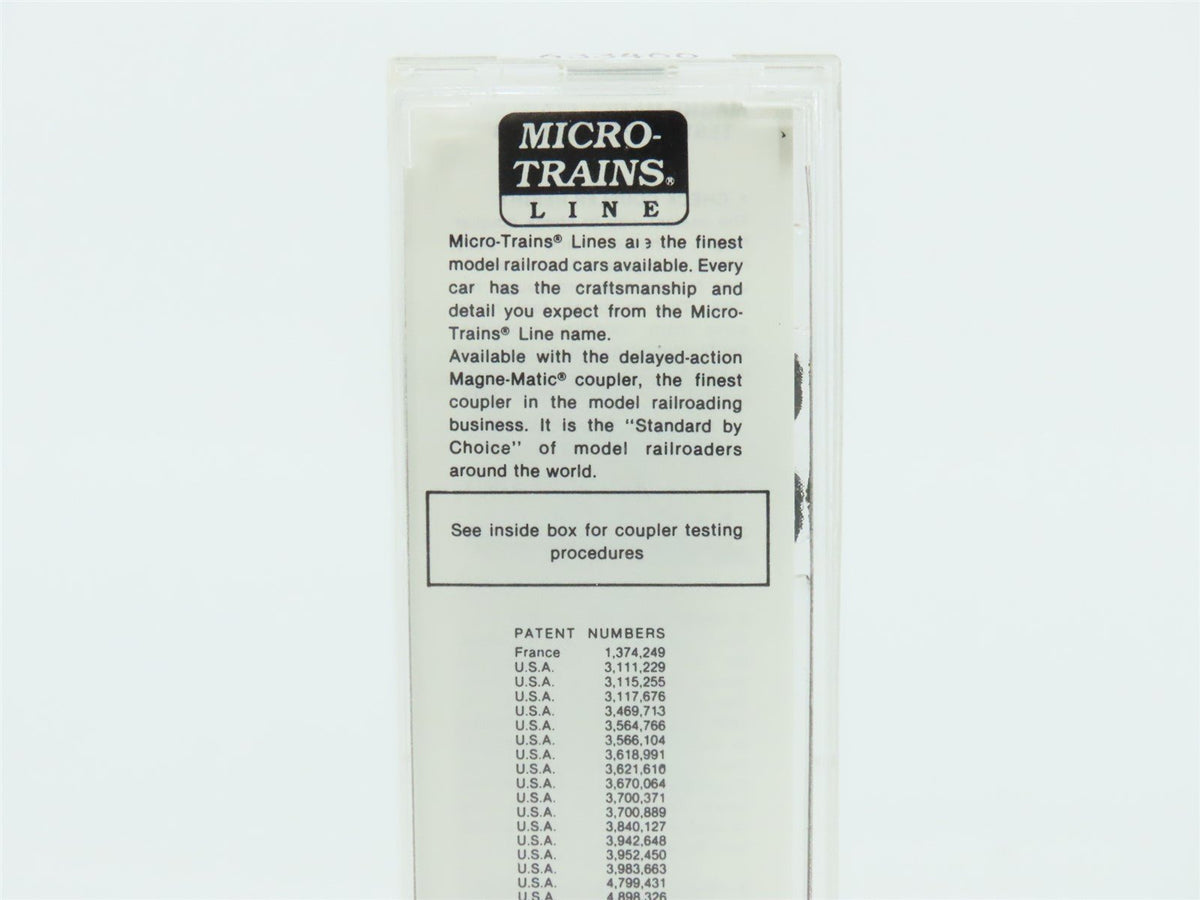 MICRO-
TRAINS®
LINE
Micro-Trains® Lines are the finest
model railroad cars available. Every
car has the craftsmanship and
detail you expect from the Micro-
Trains® Line name.
Available with the delayed-action
Magne-Matic® coupler, the finest
coupler in the model railroading
business. It is the "Standard by
Choice" of model railroaders
around the world.
See inside box for coupler testing
procedures
PATENT NUMBERS
France 1,374,249
U.S.A. 3,111,229
U.S.A. 3,115,255
U.S.A. 3,117,676
U.S.A. 3,469,713
U.S.A. 3,564,766
U.S.A. 3,566,104
U.S.A. 3,618,991
U.S.A. 3,621,610
U.S.A. 3,670,064
U.S.A. 3,700,371
U.S.A. 3,700,889
U.S.A. 3,840,127
U.S.A. 3,942,648
U.S.A. 3,952,450
U.S.A. 3,983,663
U.S.A. 4,799,431
U.S.A. 4,898,326